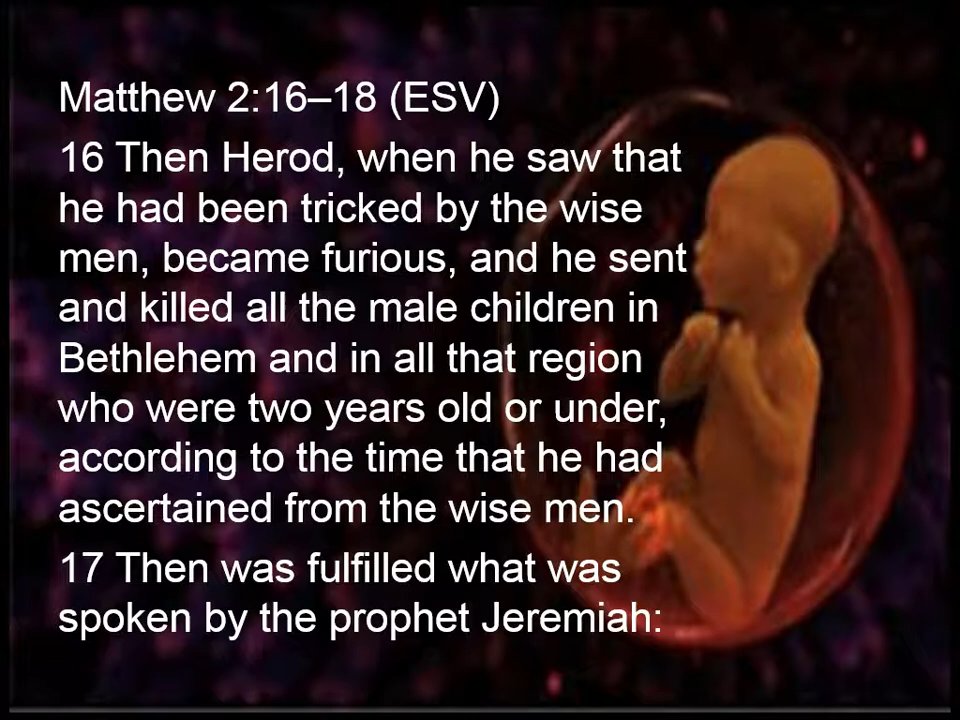 Matthew 2:16–18 (ESV)
16 Then Herod, when he saw that
he had been tricked by the wise
men, became furious, and he sent
and killed all the male children in
Bethlehem and in all that region
who were two years old or under,
according to the time that he had
ascertained from the wise men.
17 Then was fulfilled what was
spoken by the prophet Jeremiah: